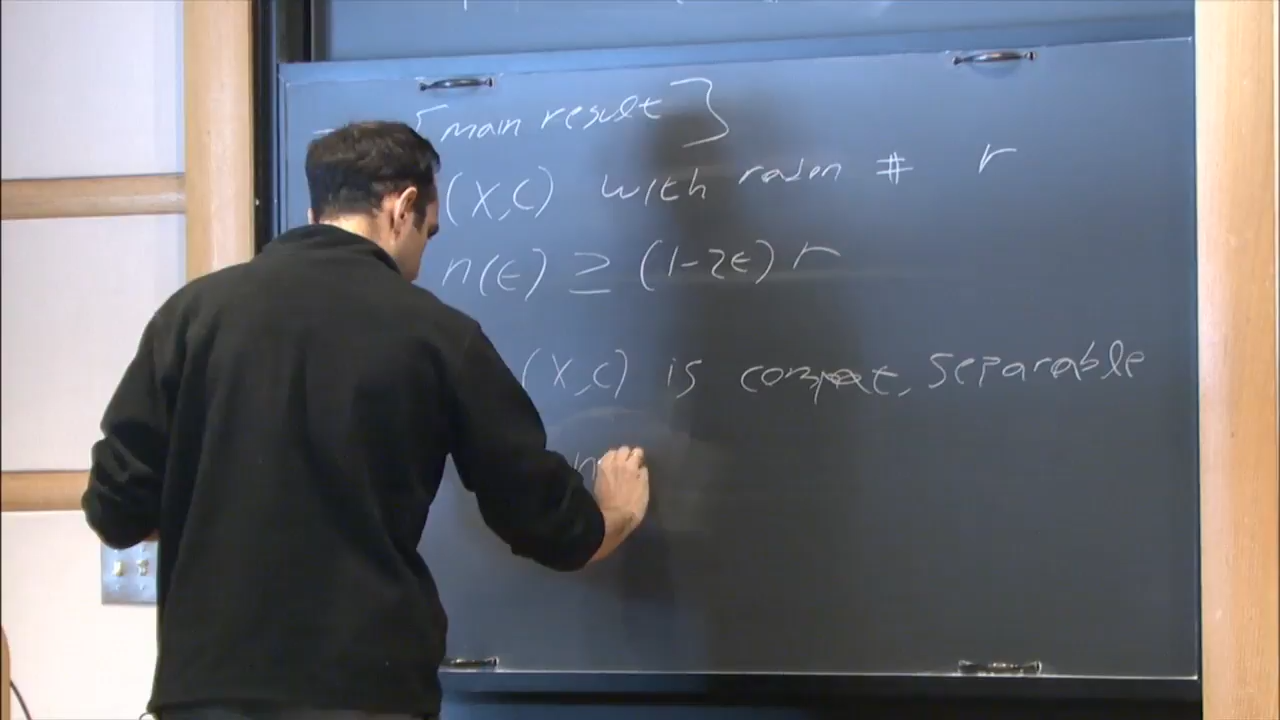 [main result]
(X,C) with radon # r
n(ϵ) ≥ (1-2ϵ) r
(X,C) is compact, separable
n